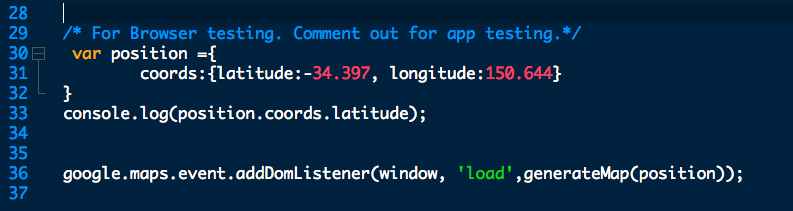 28
29 /* For Browser testing. Comment out for app testing.*/
30 var position ={
31 coords:{latitude:-34.397, longitude:150.644}
32 }
33 console.log(position.coords.latitude);
34
35
36 google.maps.event.addDomListener(window, 'load',generateMap(position));
37